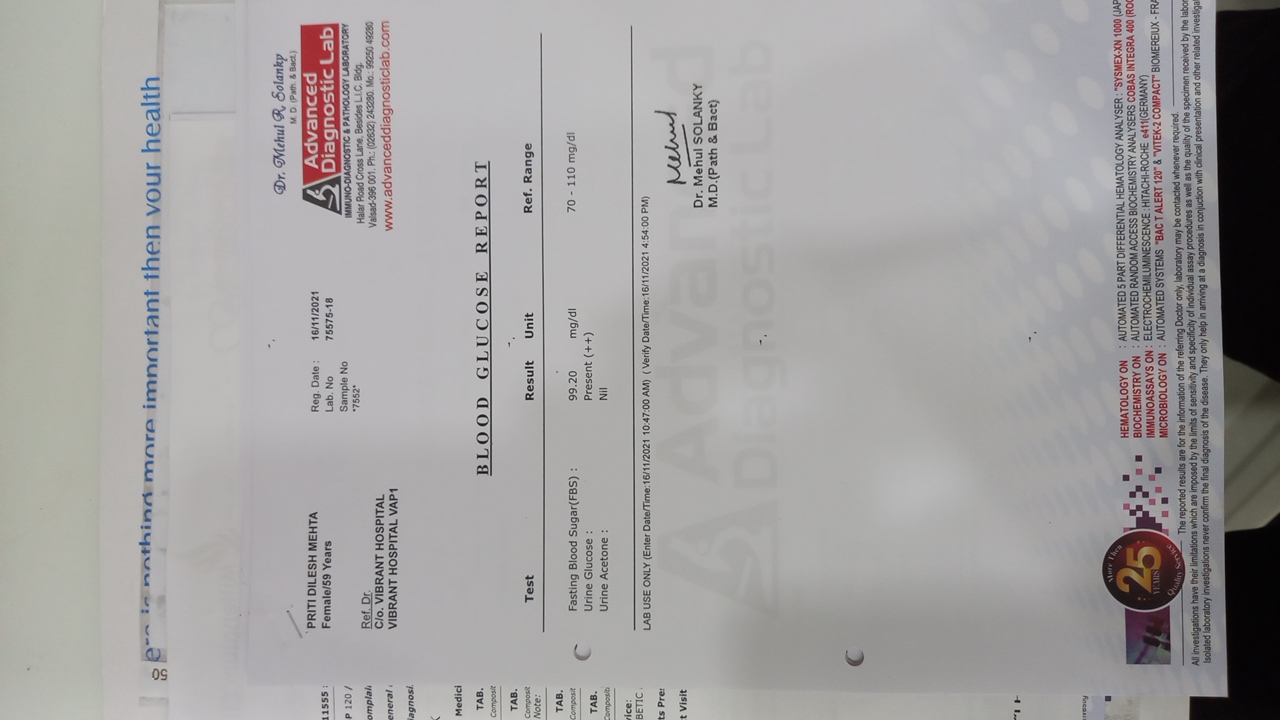 is nothing more important then your health
50
11555 :
P 120 /
omplai
eneral
iagnosi.
Medici
TAB.
Composit
TAB.
Composit
Note:
TAB.
Composit
TAB.
Compositi
vice:
BETIC
ts Pre:
t Visit
PRITI DILESH MEHTA
Female/59 Years
Ref. Dr.
C/o. VIBRANT HOSPITAL
VIBRANT HOSPITAL VAP1
Reg. Date : 16/11/2021
Lab. No 75575-18
Sample No
*7552*
Dr. Mehul R. Solanky
M. D. (Path. & Bact.)
Advanced
Diagnostic Lab
IMMUNO-DIAGNOSTIC & PATHOLOGY LABORATORY
Halar Road Cross Lane, Besides L.I.C. Bldg.
Valsad-396 001. Ph.: (02632) 243280. Mo.: 99250 49280
www.advanceddiagnosticlab.com
BLOOD GLUCOSE REPORT
Test Result Unit Ref. Range
Fasting Blood Sugar(FBS) : 99.20 mg/dl 70 - 110 mg/dl
Urine Glucose : Present (++)
Urine Acetone : Nil
LAB USE ONLY (Enter Date/Time:16/11/2021 10:47:00 AM) ( Verify Date/Time:16/11/2021 4:54:00 PM)
Mehul
Dr. Mehul SOLANKY
M.D.(Path & Bact)
Advanced
Diagnostic Lab
More Then
25
YEARS
Quality Service
HEMATOLOGY ON : AUTOMATED 5 PART DIFFERENTIAL HEMATOLOGY ANALYSER : "SYSMEX-XN 1000 (JAP
BIOCHEMISTRY ON : AUTOMATED RANDOM ACCESS BIOCHEMISTRY ANALYSERS COBAS INTEGRA 400 (ROC
IMMUNOASSAYS ON : ELECTROCHEMILUMINESCENCE :HITACHI-ROCHE e411(GERMANY)
MICROBIOLOGY ON : AUTOMATED SYSTEMS "BAC T ALERT 120" & "VITEK-2 COMPACT" BIOMEREIUX - FRA
The reported results are for the information of the referring Doctor only, laboratory may be contacted whenever required.
All investigations have their limitations which are imposed by the limits of sensitivity and specificity of individual assay procedures as well as the quality of the specimen received by the labor
Isolated laboratory investigations never confirm the final diagnosis of the disease. They only help in arriving at a diagnosis in conjuction with clinical presentation and other related investiga